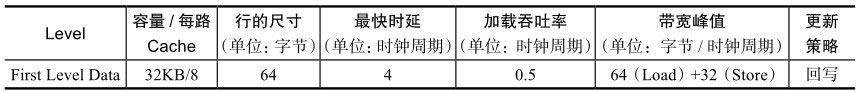 Level 容量 / 每路 Cache 行的尺寸（单位：字节） 最快时延（单位：时钟周期） 加载吞吐率（单位：时钟周期） 带宽峰值（单位：字节 / 时钟周期） 更新策略
First Level Data 32KB/8 64 4 0.5 64（Load）+32（Store） 回写